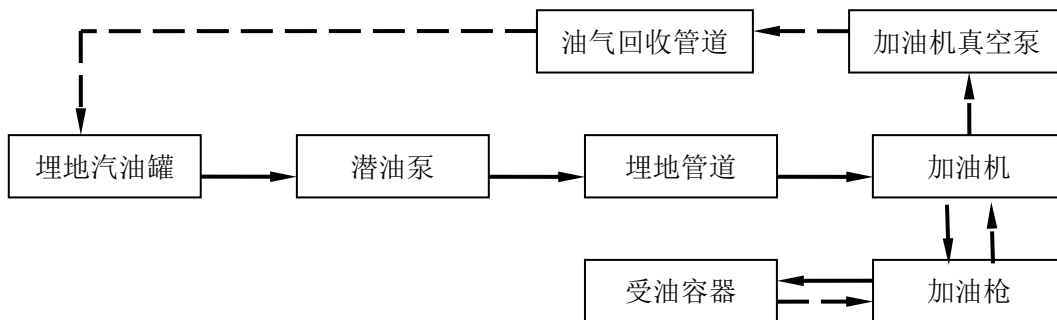 油气回收管道
加油机真空泵
埋地汽油罐
潜油泵
埋地管道
加油机
受油容器
加油枪